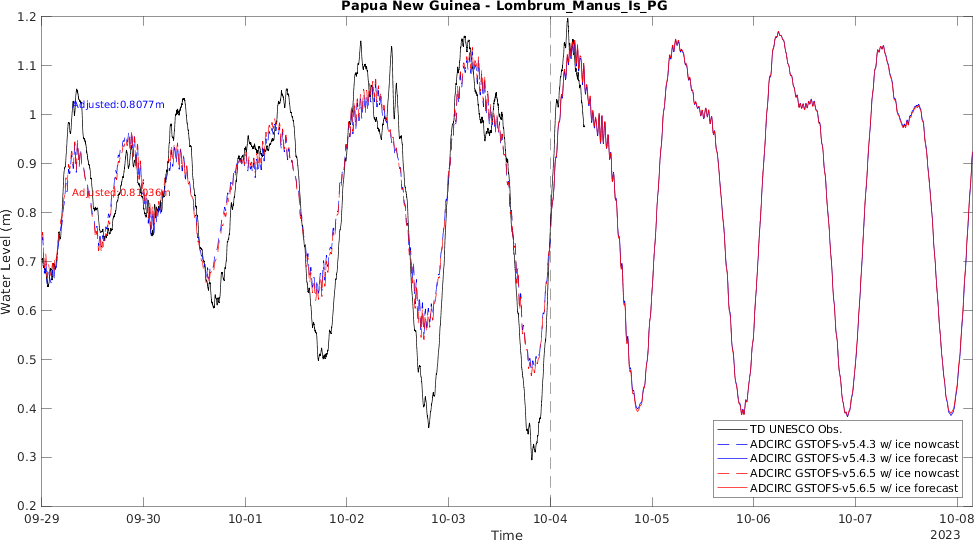 Papua New Guinea - Lombrum_Manus_Is_PG
1.2
1.1
1
0.9
0.8
0.7
0.6
0.5
0.4
0.3
0.2
Water Level (m)
Adjusted:0.8077m
Adjusted:0.81936m
TD UNESCO Obs.
ADCIRC GSTOFS-v5.4.3 w/ ice nowcast
ADCIRC GSTOFS-v5.4.3 w/ ice forecast
ADCIRC GSTOFS-v5.6.5 w/ ice nowcast
ADCIRC GSTOFS-v5.6.5 w/ ice forecast
09-29 09-30 10-01 10-02 10-03 10-04 10-05 10-06 10-07 10-08
Time
2023